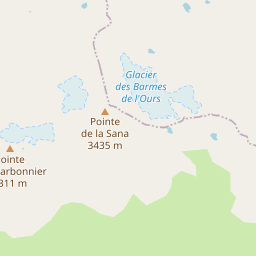 Glacier
des Barmes
de l'Ours
Pointe
de la Sana
3435 m
ointe
arbonnier
311 m